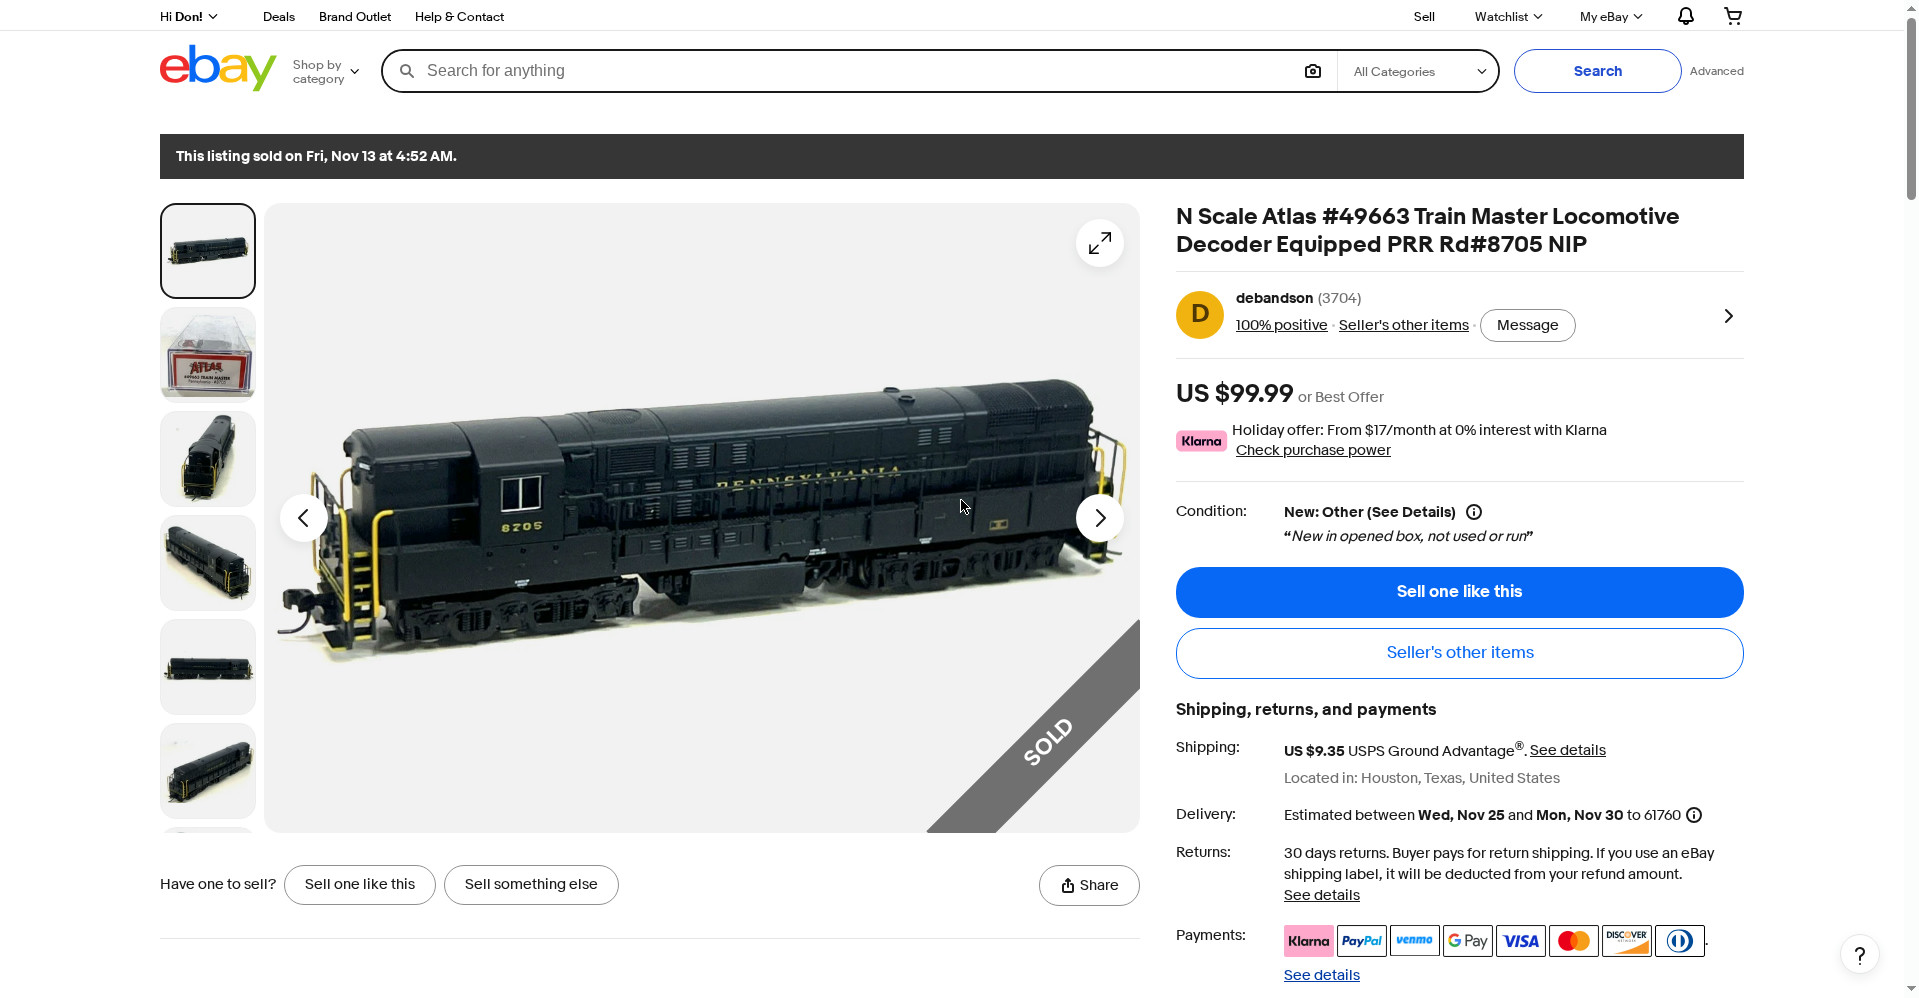 Hi Don!
Deals
Brand Outlet
Help & Contact
Sell
Watchlist
My eBay
ebay
Shop by category
Search for anything
All Categories
Search
Advanced
This listing sold on Fri, Nov 13 at 4:52 AM.
ATLAS
PENNSYLVANIA
8705
SOLD
N Scale Atlas #49663 Train Master Locomotive
Decoder Equipped PRR Rd#8705 NIP
D
debandson (3704)
100% positive · Seller's other items · Message
US $99.99 or Best Offer
Klarna
Holiday offer: From $17/month at 0% interest with Klarna
Check purchase power
Condition:
New: Other (See Details)
“New in opened box, not used or run”
Sell one like this
Seller's other items
Shipping, returns, and payments
Shipping:
US $9.35 USPS Ground Advantage®. See details
Located in: Houston, Texas, United States
Delivery:
Estimated between Wed, Nov 25 and Mon, Nov 30 to 61760
Returns:
30 days returns. Buyer pays for return shipping. If you use an eBay
shipping label, it will be deducted from your refund amount.
See details
Payments:
Klarna PayPal venmo G Pay VISA DISCOVER
See details
Have one to sell?
Sell one like this
Sell something else
Share
?